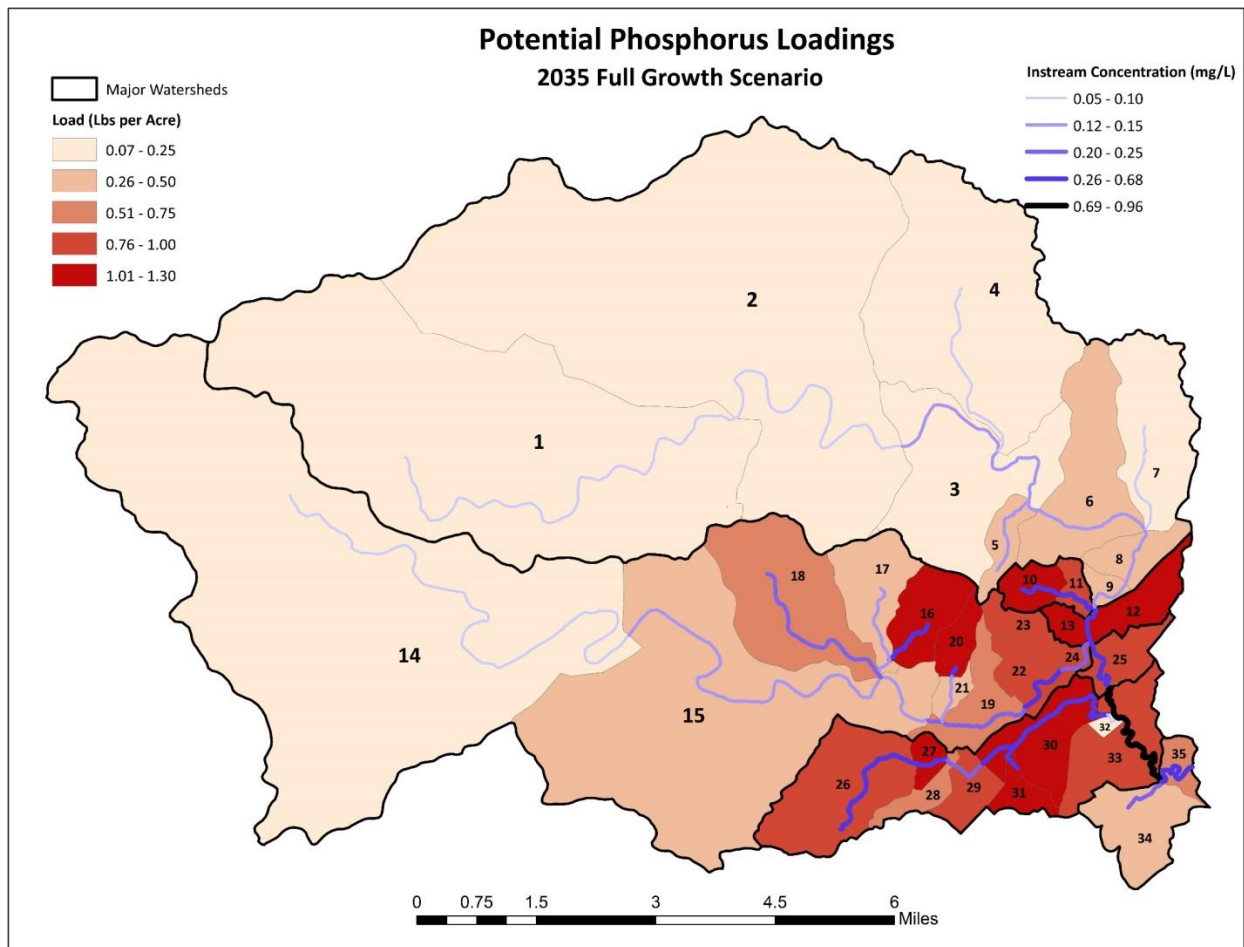 Potential Phosphorus Loadings
2035 Full Growth Scenario
Major Watersheds
Load (Lbs per Acre)
0.07 - 0.25
0.26 - 0.50
0.51 - 0.75
0.76 - 1.00
1.01 - 1.30
Instream Concentration (mg/L)
0.05 - 0.10
0.12 - 0.15
0.20 - 0.25
0.26 - 0.68
0.69 - 0.96
2
4
1
3
7
6
5
8
9
18
17
10
11
12
16
13
20
23
14
24
25
22
21
19
15
32
27
30
33
35
26
28
29
31
34
0 0.75 1.5 3 4.5 6
Miles